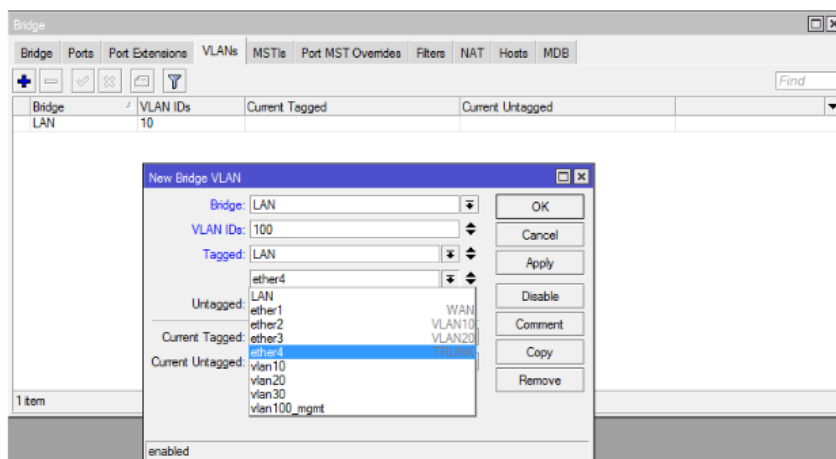 Bridge
Bridge Ports Port Extensions VLANs MSTIs Port MST Overrides Filters NAT Hosts MDB
Find
Bridge VLAN IDs Current Tagged Current Untagged
LAN 10
New Bridge VLAN
Bridge: LAN OK
VLAN IDs: 100 Cancel
Tagged: LAN Apply
ether4
LAN Disable
Untagged: ether1 WAN
ether2 VLAN10 Comment
Current Tagged: ether3 VLAN20
ether4 TRUNK Copy
Current Untagged: vlan10
vlan20 Remove
vlan30
vlan100_mgmt
1 item
enabled